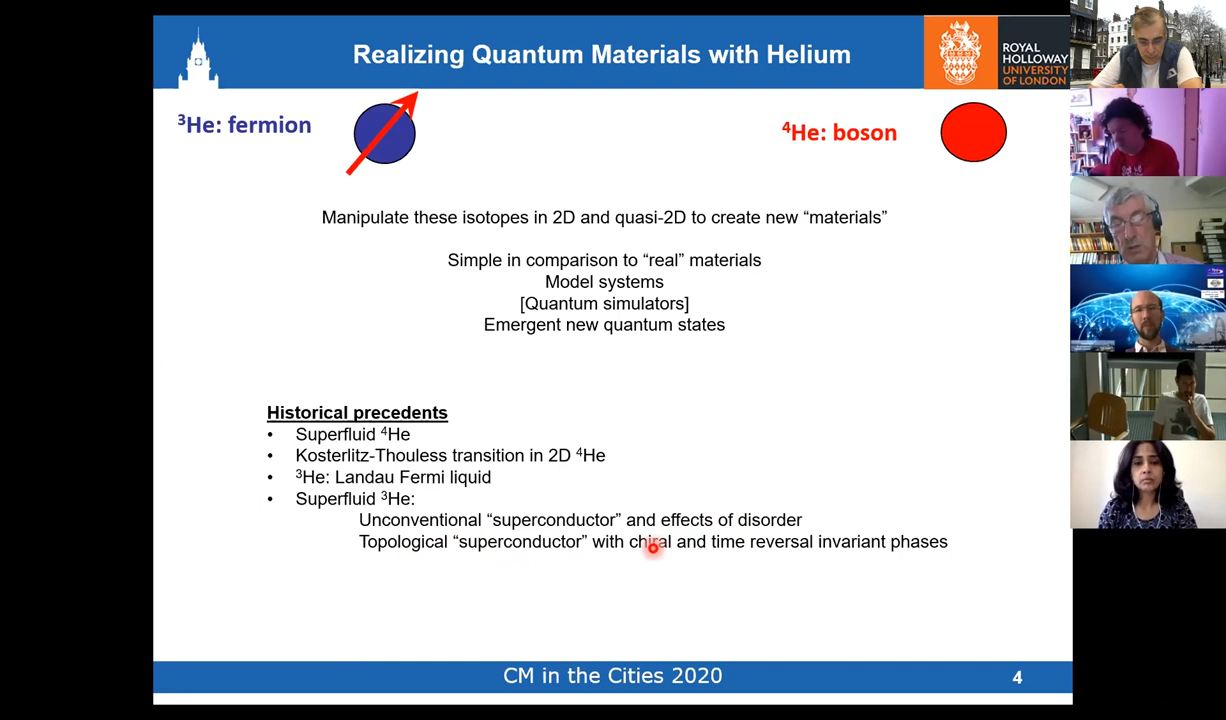 Realizing Quantum Materials with Helium
ROYAL
HOLLOWAY
UNIVERSITY
OF LONDON
³He: fermion
⁴He: boson
Manipulate these isotopes in 2D and quasi-2D to create new “materials”
Simple in comparison to “real” materials
Model systems
[Quantum simulators]
Emergent new quantum states
Historical precedents
• Superfluid ⁴He
• Kosterlitz-Thouless transition in 2D ⁴He
• ³He: Landau Fermi liquid
• Superfluid ³He:
Unconventional “superconductor” and effects of disorder
Topological “superconductor” with chiral and time reversal invariant phases
CM in the Cities 2020
4